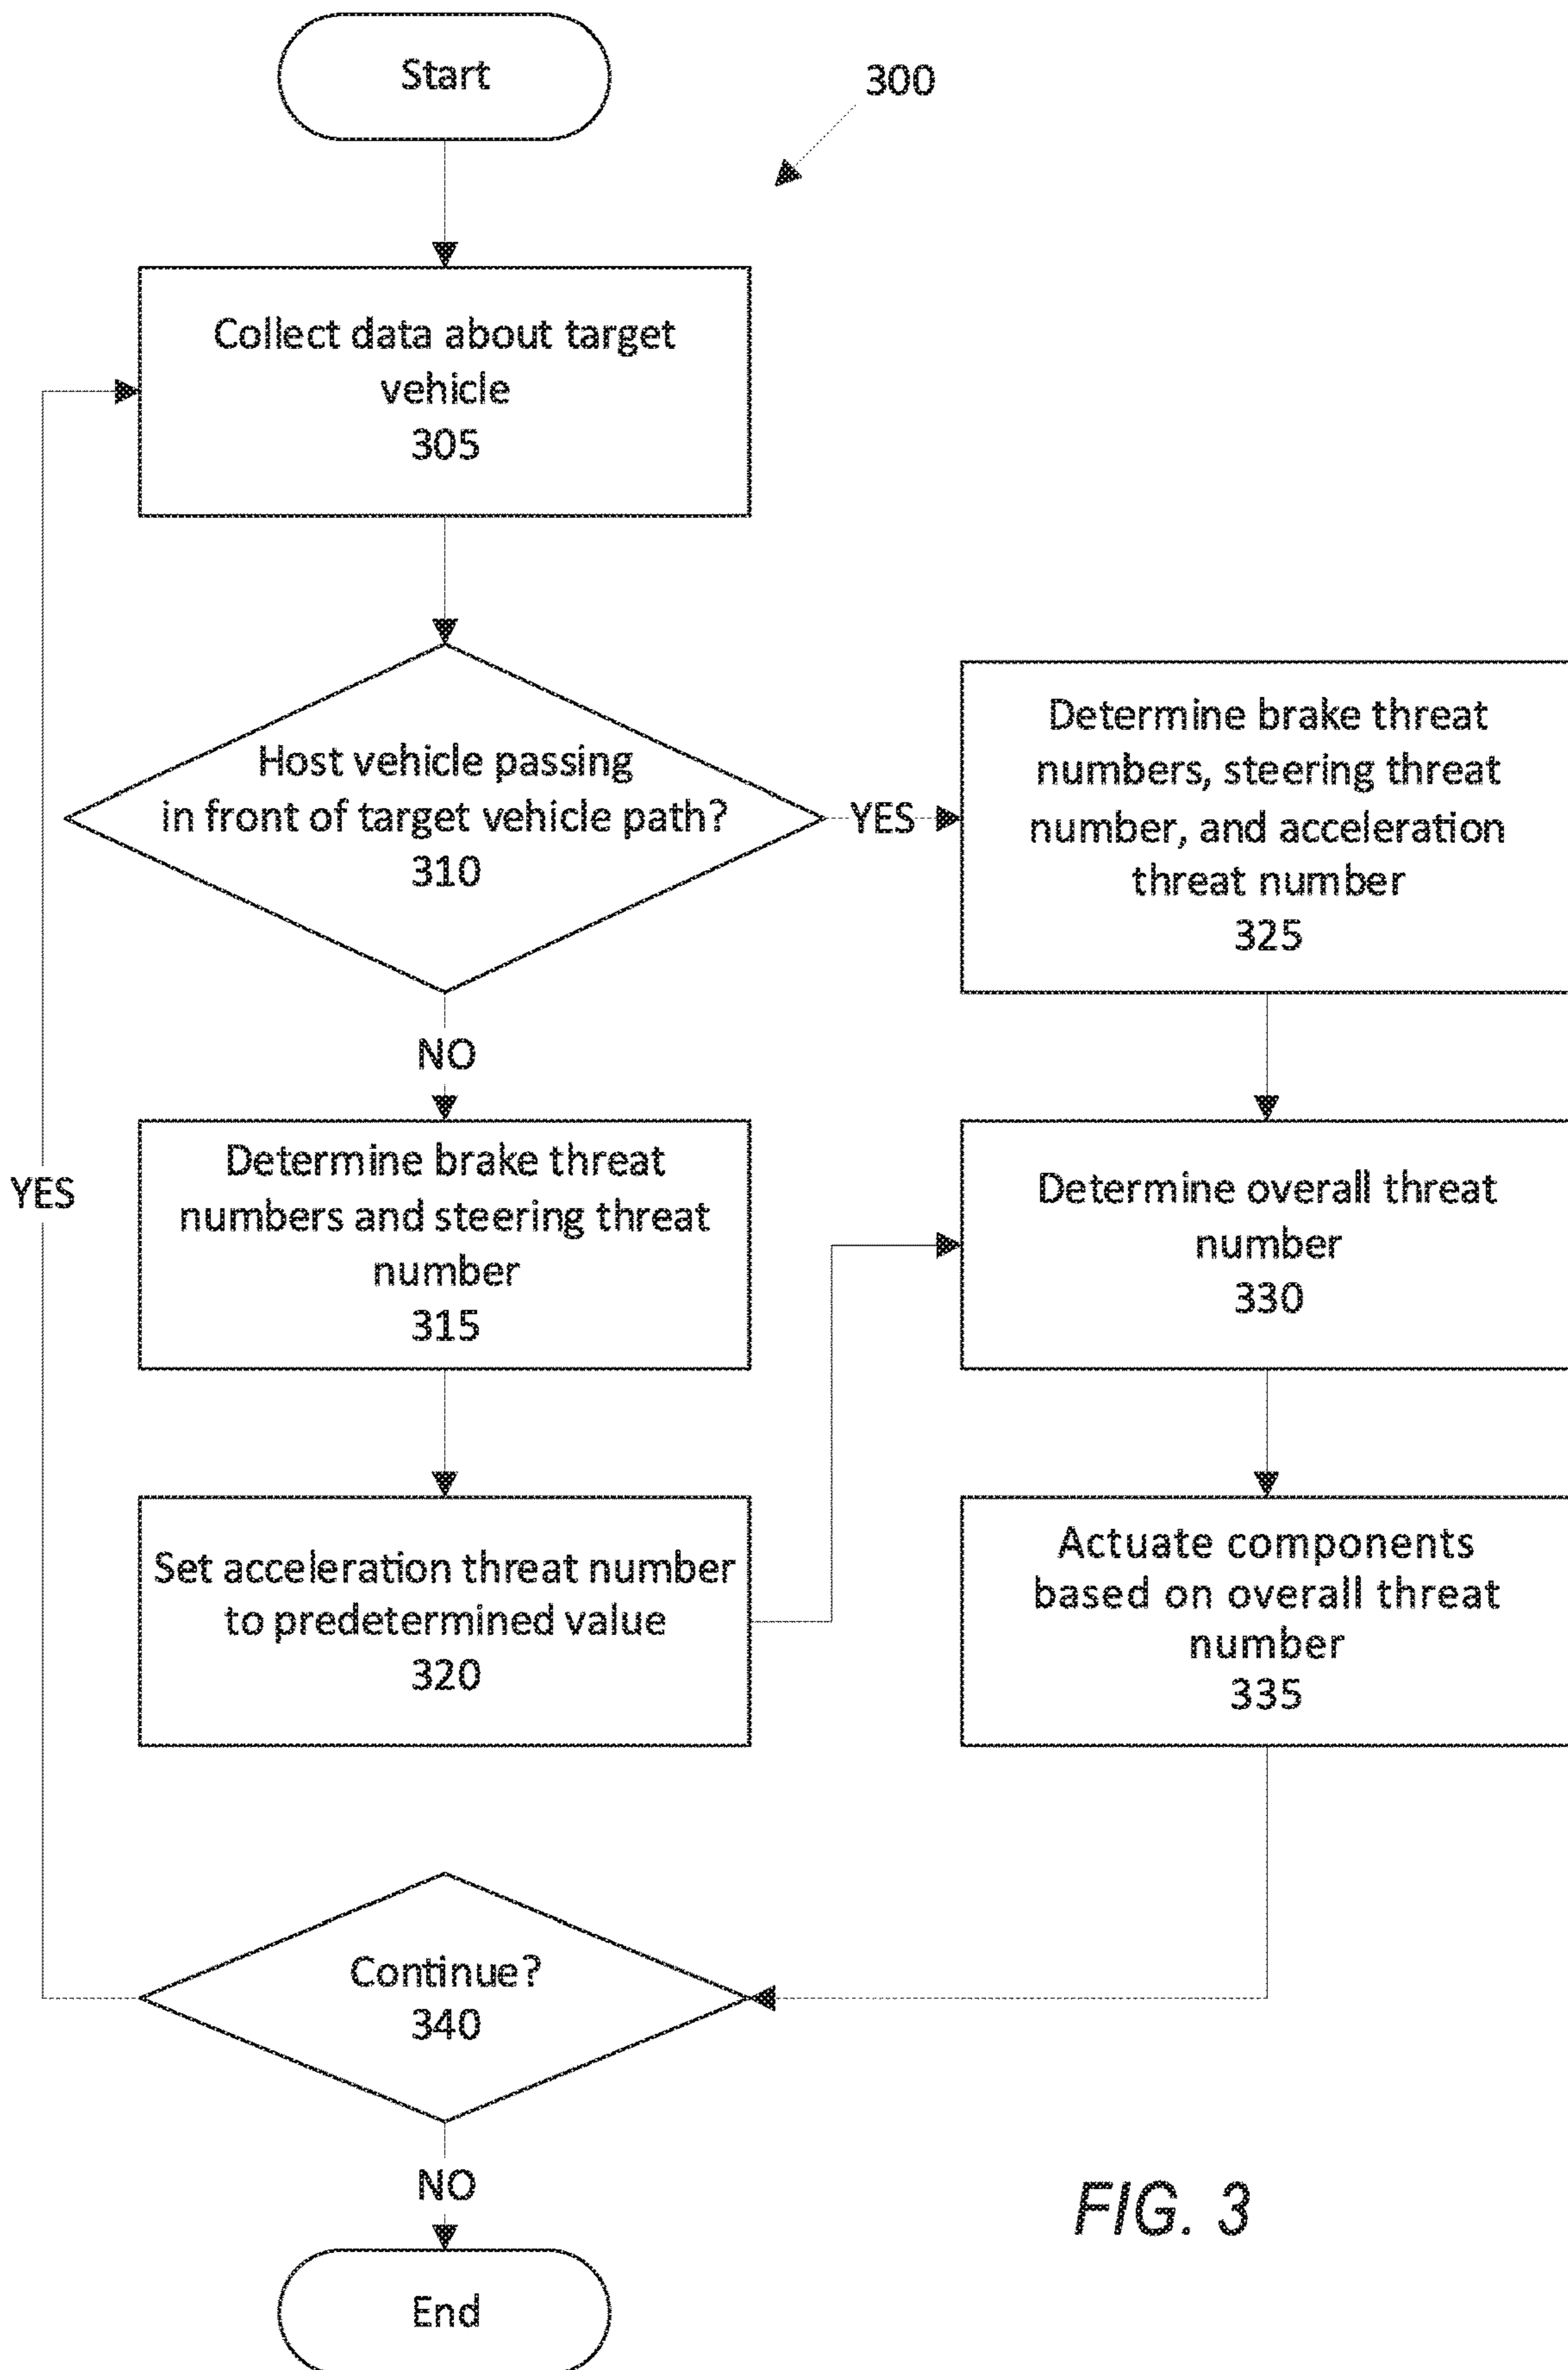 Start
300
Collect data about target
vehicle
305
Host vehicle passing
in front of target vehicle path?
310
YES
Determine brake threat
numbers, steering threat
number, and acceleration
threat number
325
NO
Determine brake threat
numbers and steering threat
number
315
YES
Determine overall threat
number
330
Set acceleration threat number
to predetermined value
320
Actuate components
based on overall threat
number
335
Continue?
340
NO
FIG. 3
End